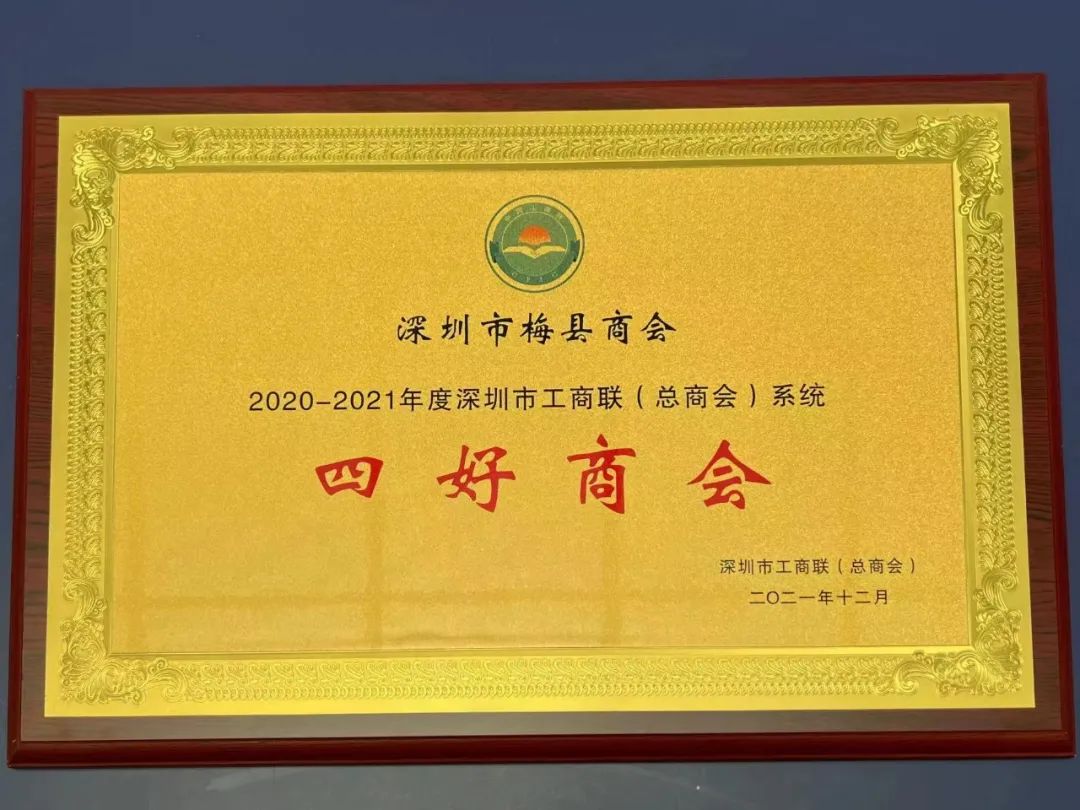 深圳市梅县商会
2020-2021年度深圳市工商联（总商会）系统
四好商会
深圳市工商联（总商会）
二〇二一年十二月